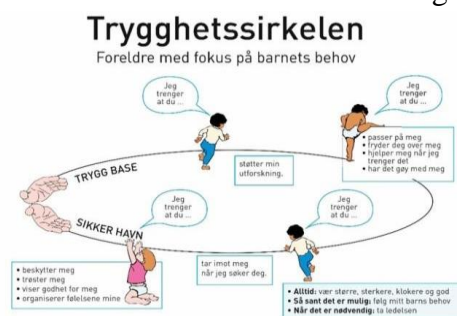 Trygghetssirkelen
Foreldre med fokus på barnets behov
Jeg
trenger
at du ...
Jeg
trenger
at du ...
• passer på meg
• fryder deg over meg
• hjelper meg når jeg
trenger det
• har det gøy med meg
støtter min
utforskning.
TRYGG BASE
SIKKER HAVN
Jeg
trenger
at du ...
Jeg
trenger
at du ...
• beskytter meg
• trøster meg
• viser godhet for meg
• organiserer følelsene mine
tar imot meg
når jeg søker deg.
• Alltid: vær større, sterkere, klokere og god
• Så sant det er mulig: følg mitt barns behov
• Når det er nødvendig: ta ledelsen